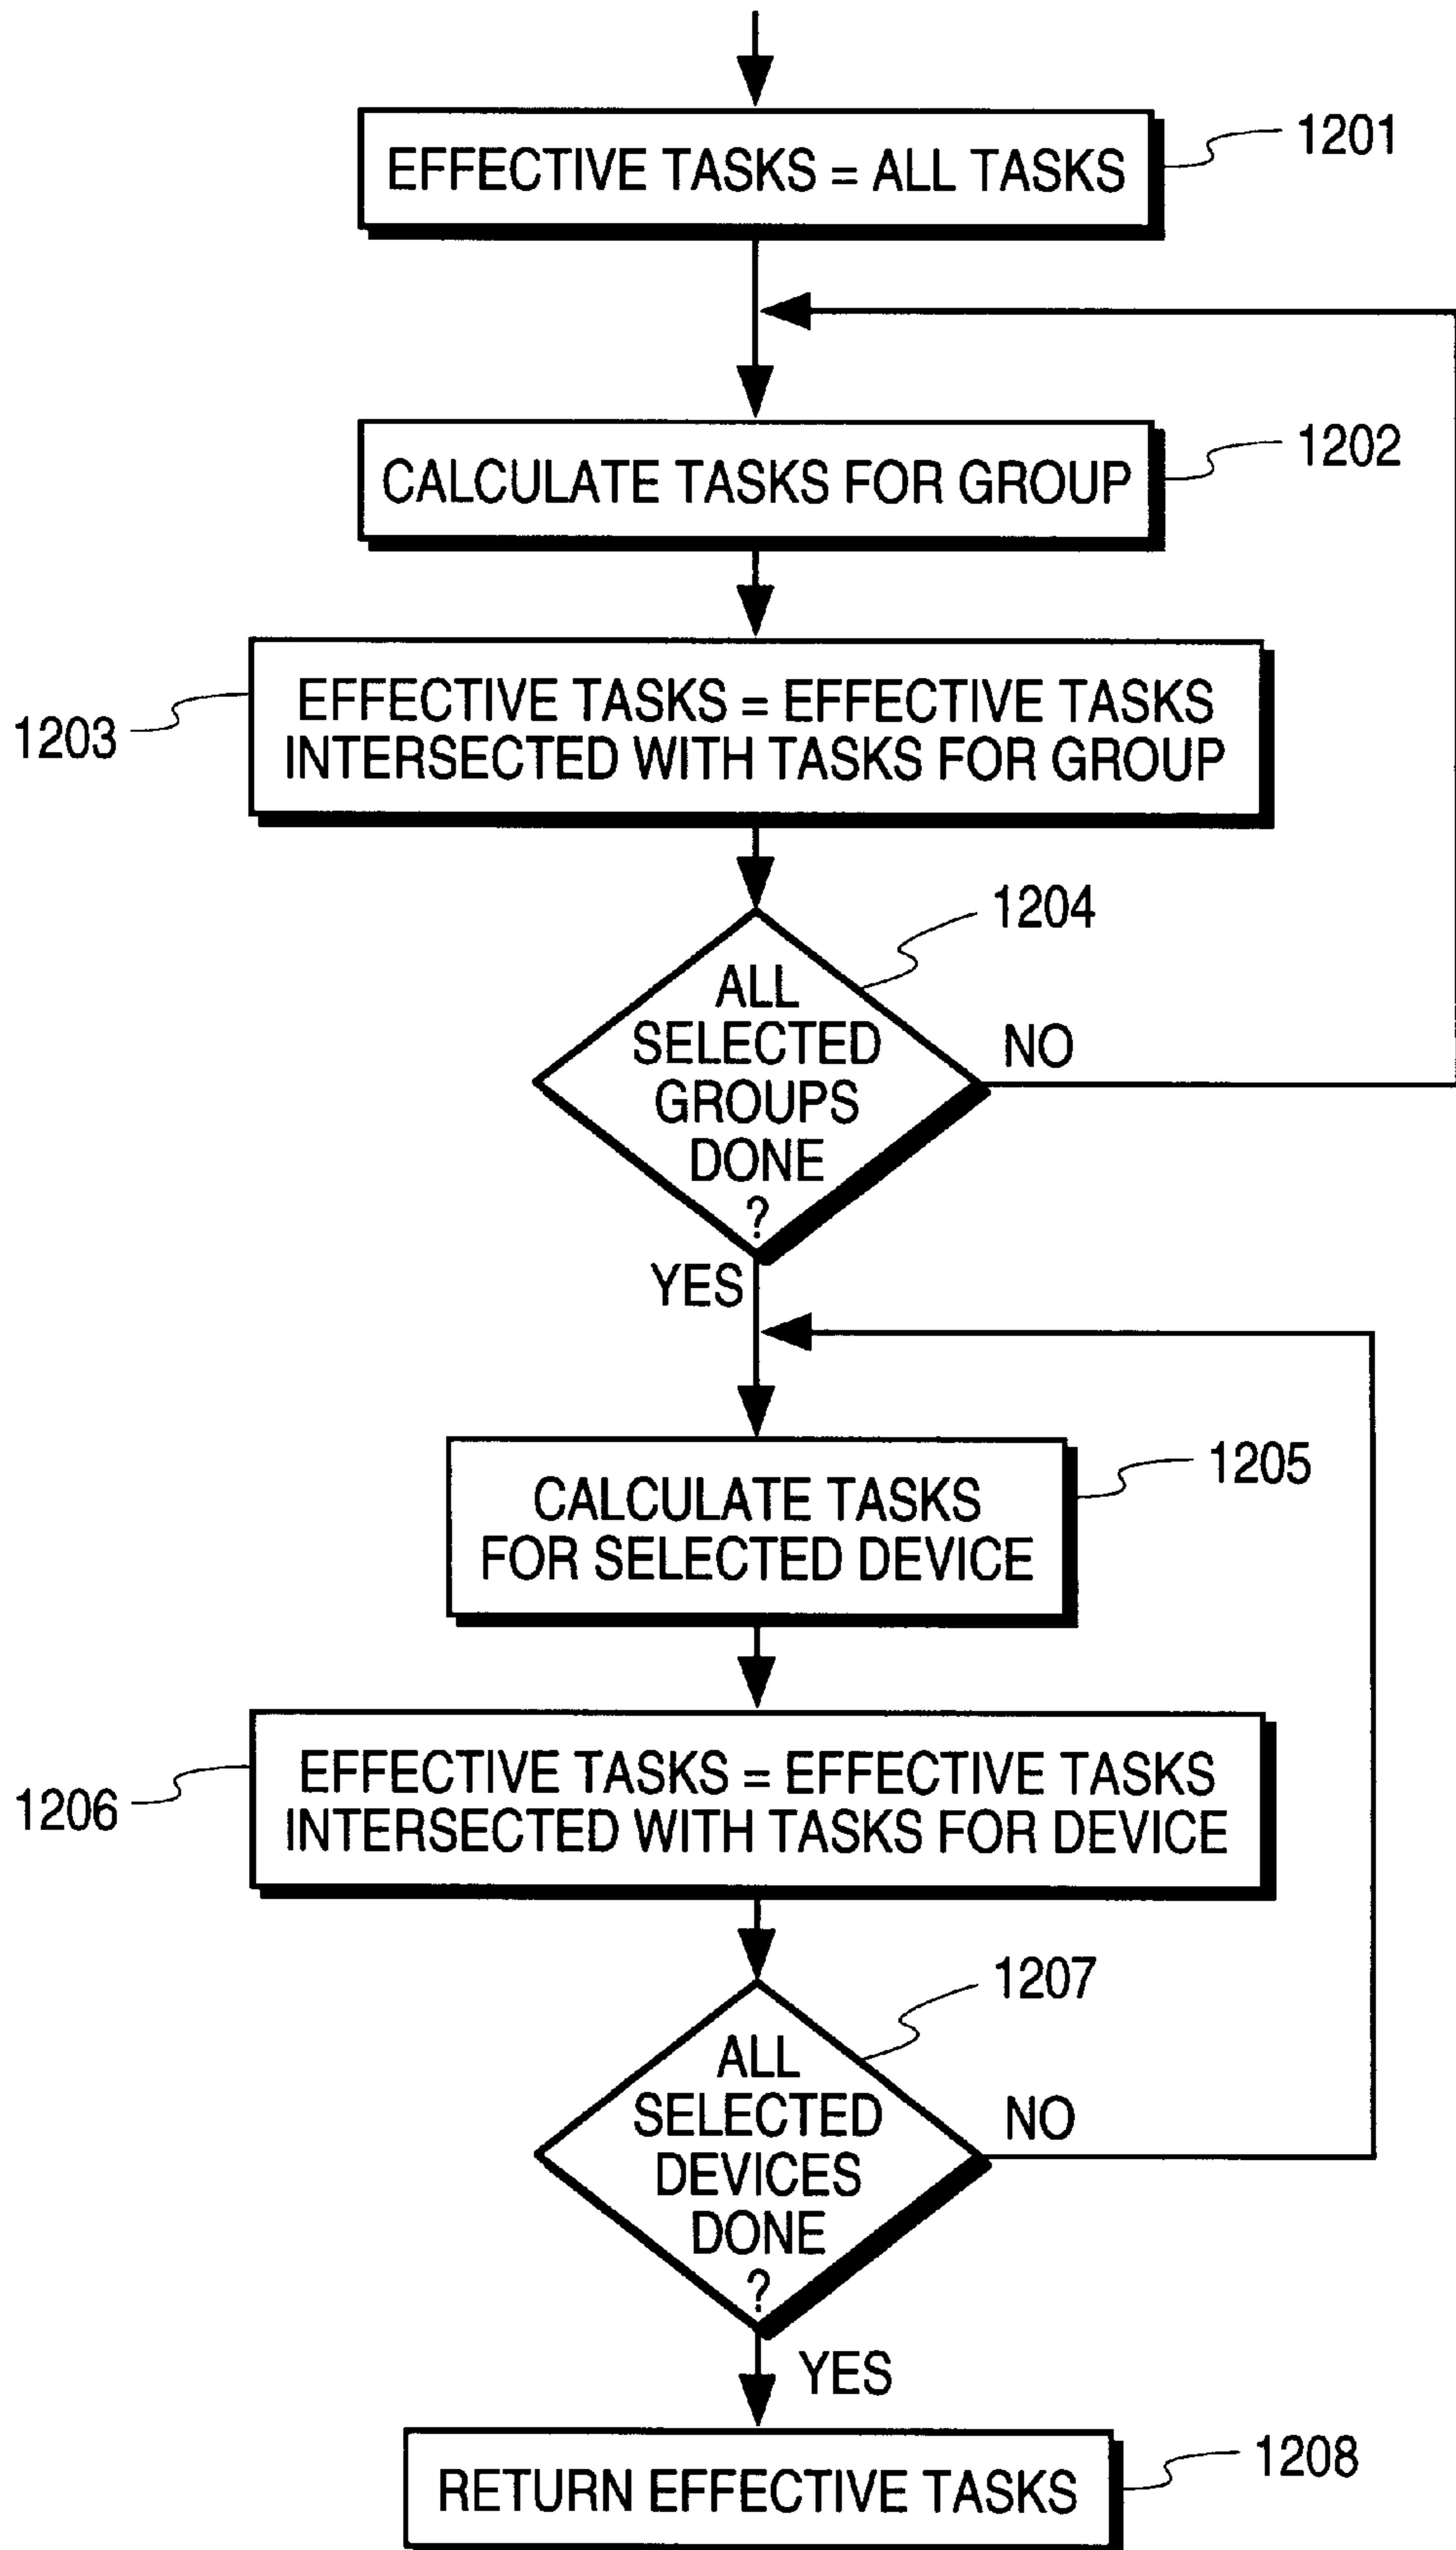 EFFECTIVE TASKS = ALL TASKS
1201
CALCULATE TASKS FOR GROUP
1202
EFFECTIVE TASKS = EFFECTIVE TASKS
INTERSECTED WITH TASKS FOR GROUP
1203
1204
ALL
SELECTED
GROUPS
DONE
?
NO
YES
CALCULATE TASKS
FOR SELECTED DEVICE
1205
EFFECTIVE TASKS = EFFECTIVE TASKS
INTERSECTED WITH TASKS FOR DEVICE
1206
1207
ALL
SELECTED
DEVICES
DONE
?
NO
YES
RETURN EFFECTIVE TASKS
1208